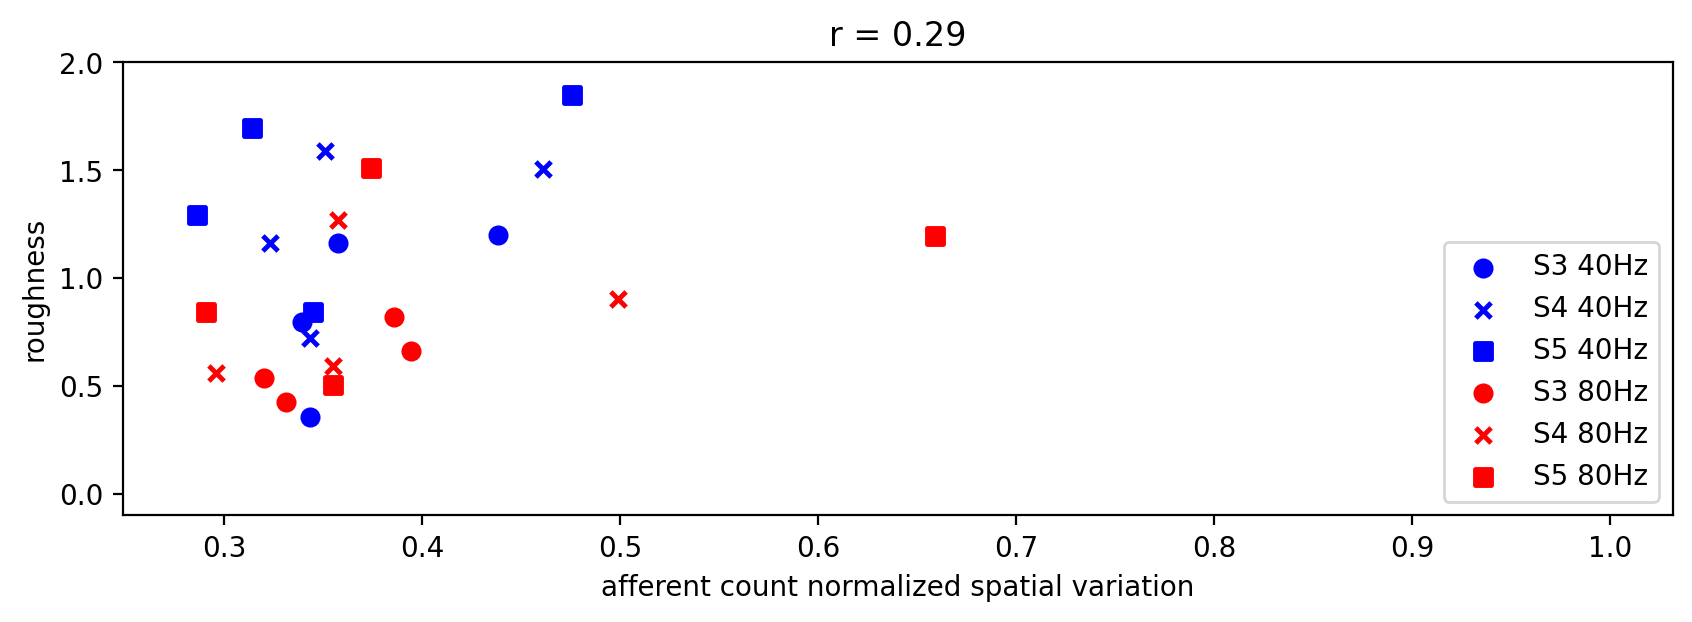 r = 0.29
2.0
1.5
1.0
0.5
0.0
roughness
0.3 0.4 0.5 0.6 0.7 0.8 0.9 1.0
afferent count normalized spatial variation
S3 40Hz
S4 40Hz
S5 40Hz
S3 80Hz
S4 80Hz
S5 80Hz